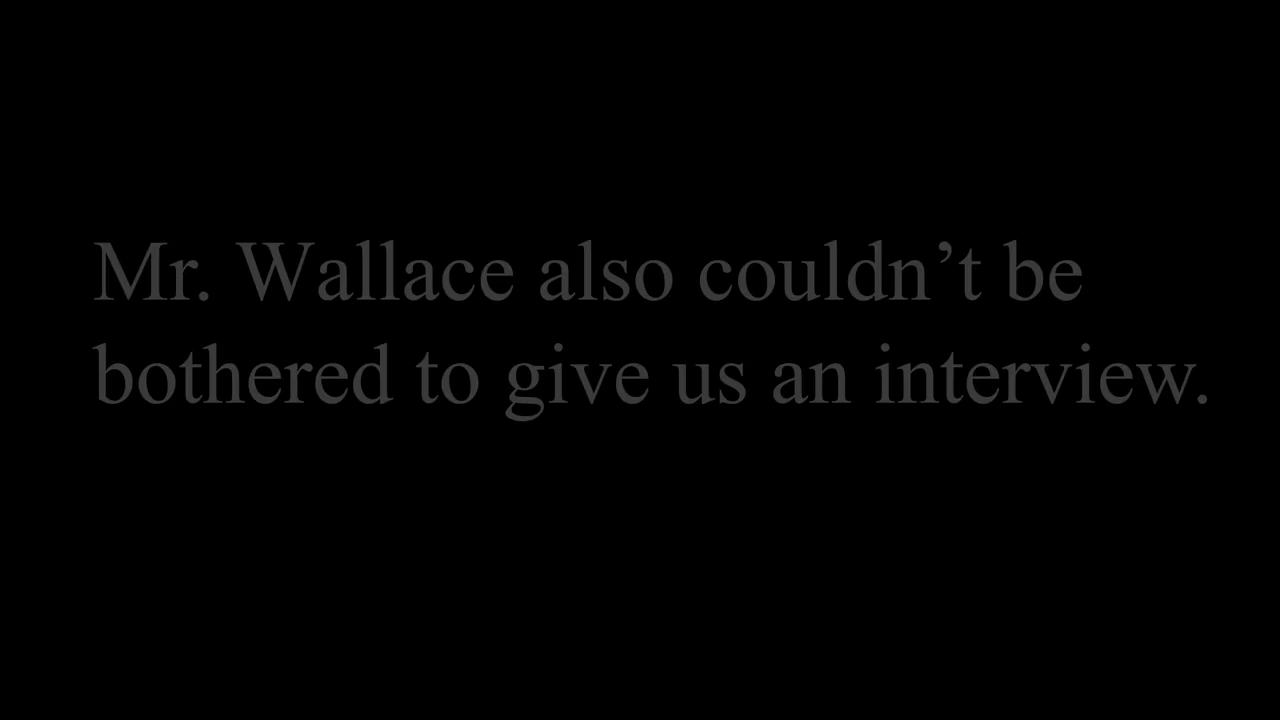 Mr. Wallace also couldn’t be
bothered to give us an interview.